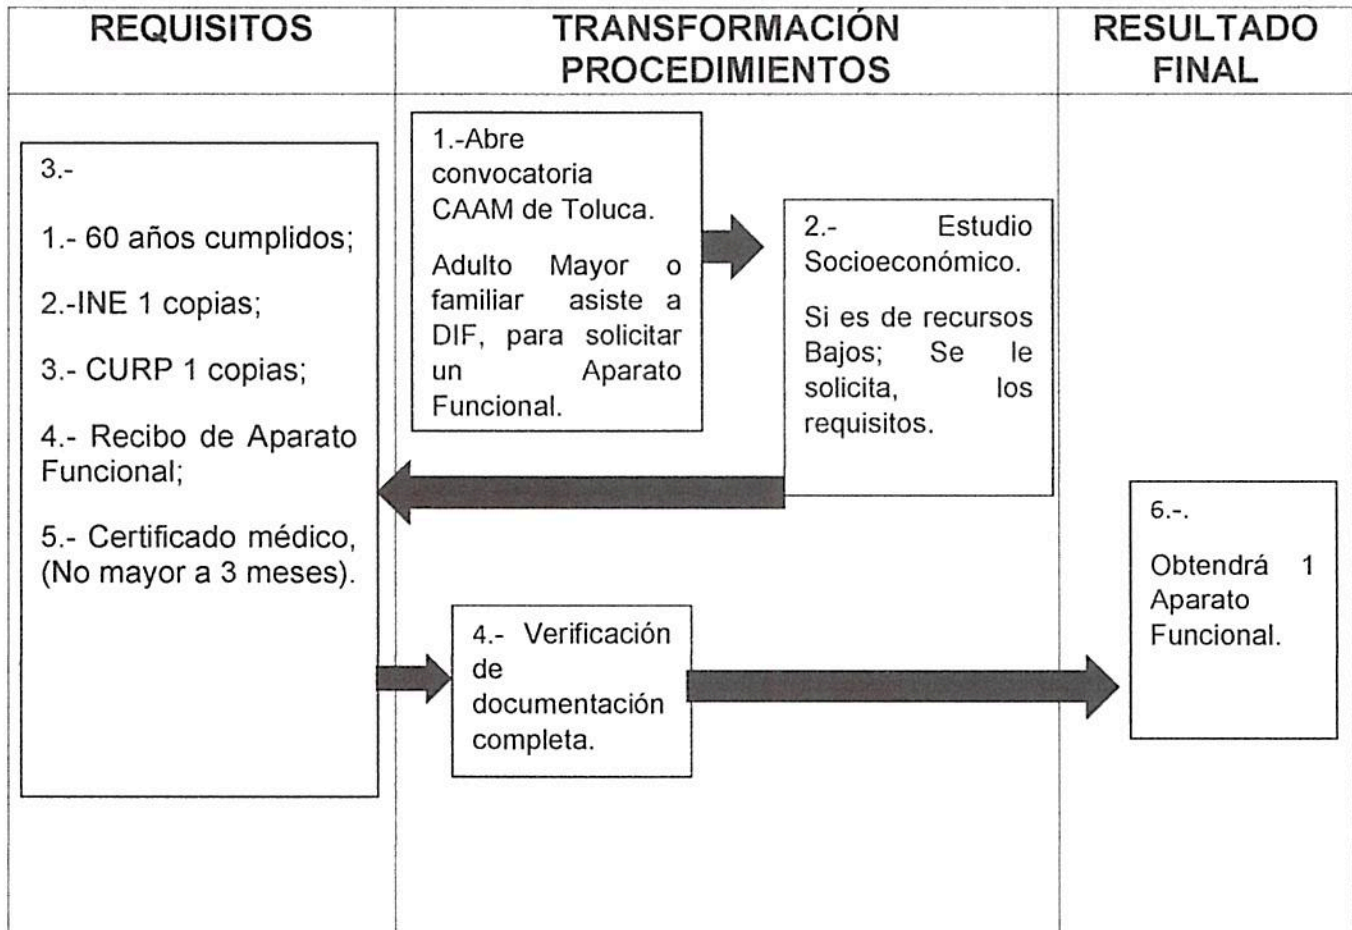 REQUISITOS
TRANSFORMACIÓN
PROCEDIMIENTOS
RESULTADO
FINAL
3.-
1.- 60 años cumplidos;
2.-INE 1 copias;
3.- CURP 1 copias;
4.- Recibo de Aparato
Funcional;
5.- Certificado médico,
(No mayor a 3 meses).
1.-Abre
convocatoria
CAAM de Toluca.
Adulto Mayor o
familiar asiste a
DIF, para solicitar
un Aparato
Funcional.
2.- Estudio
Socioeconómico.
Si es de recursos
Bajos; Se le
solicita, los
requisitos.
4.- Verificación
de
documentación
completa.
6.-.
Obtendrá 1
Aparato
Funcional.